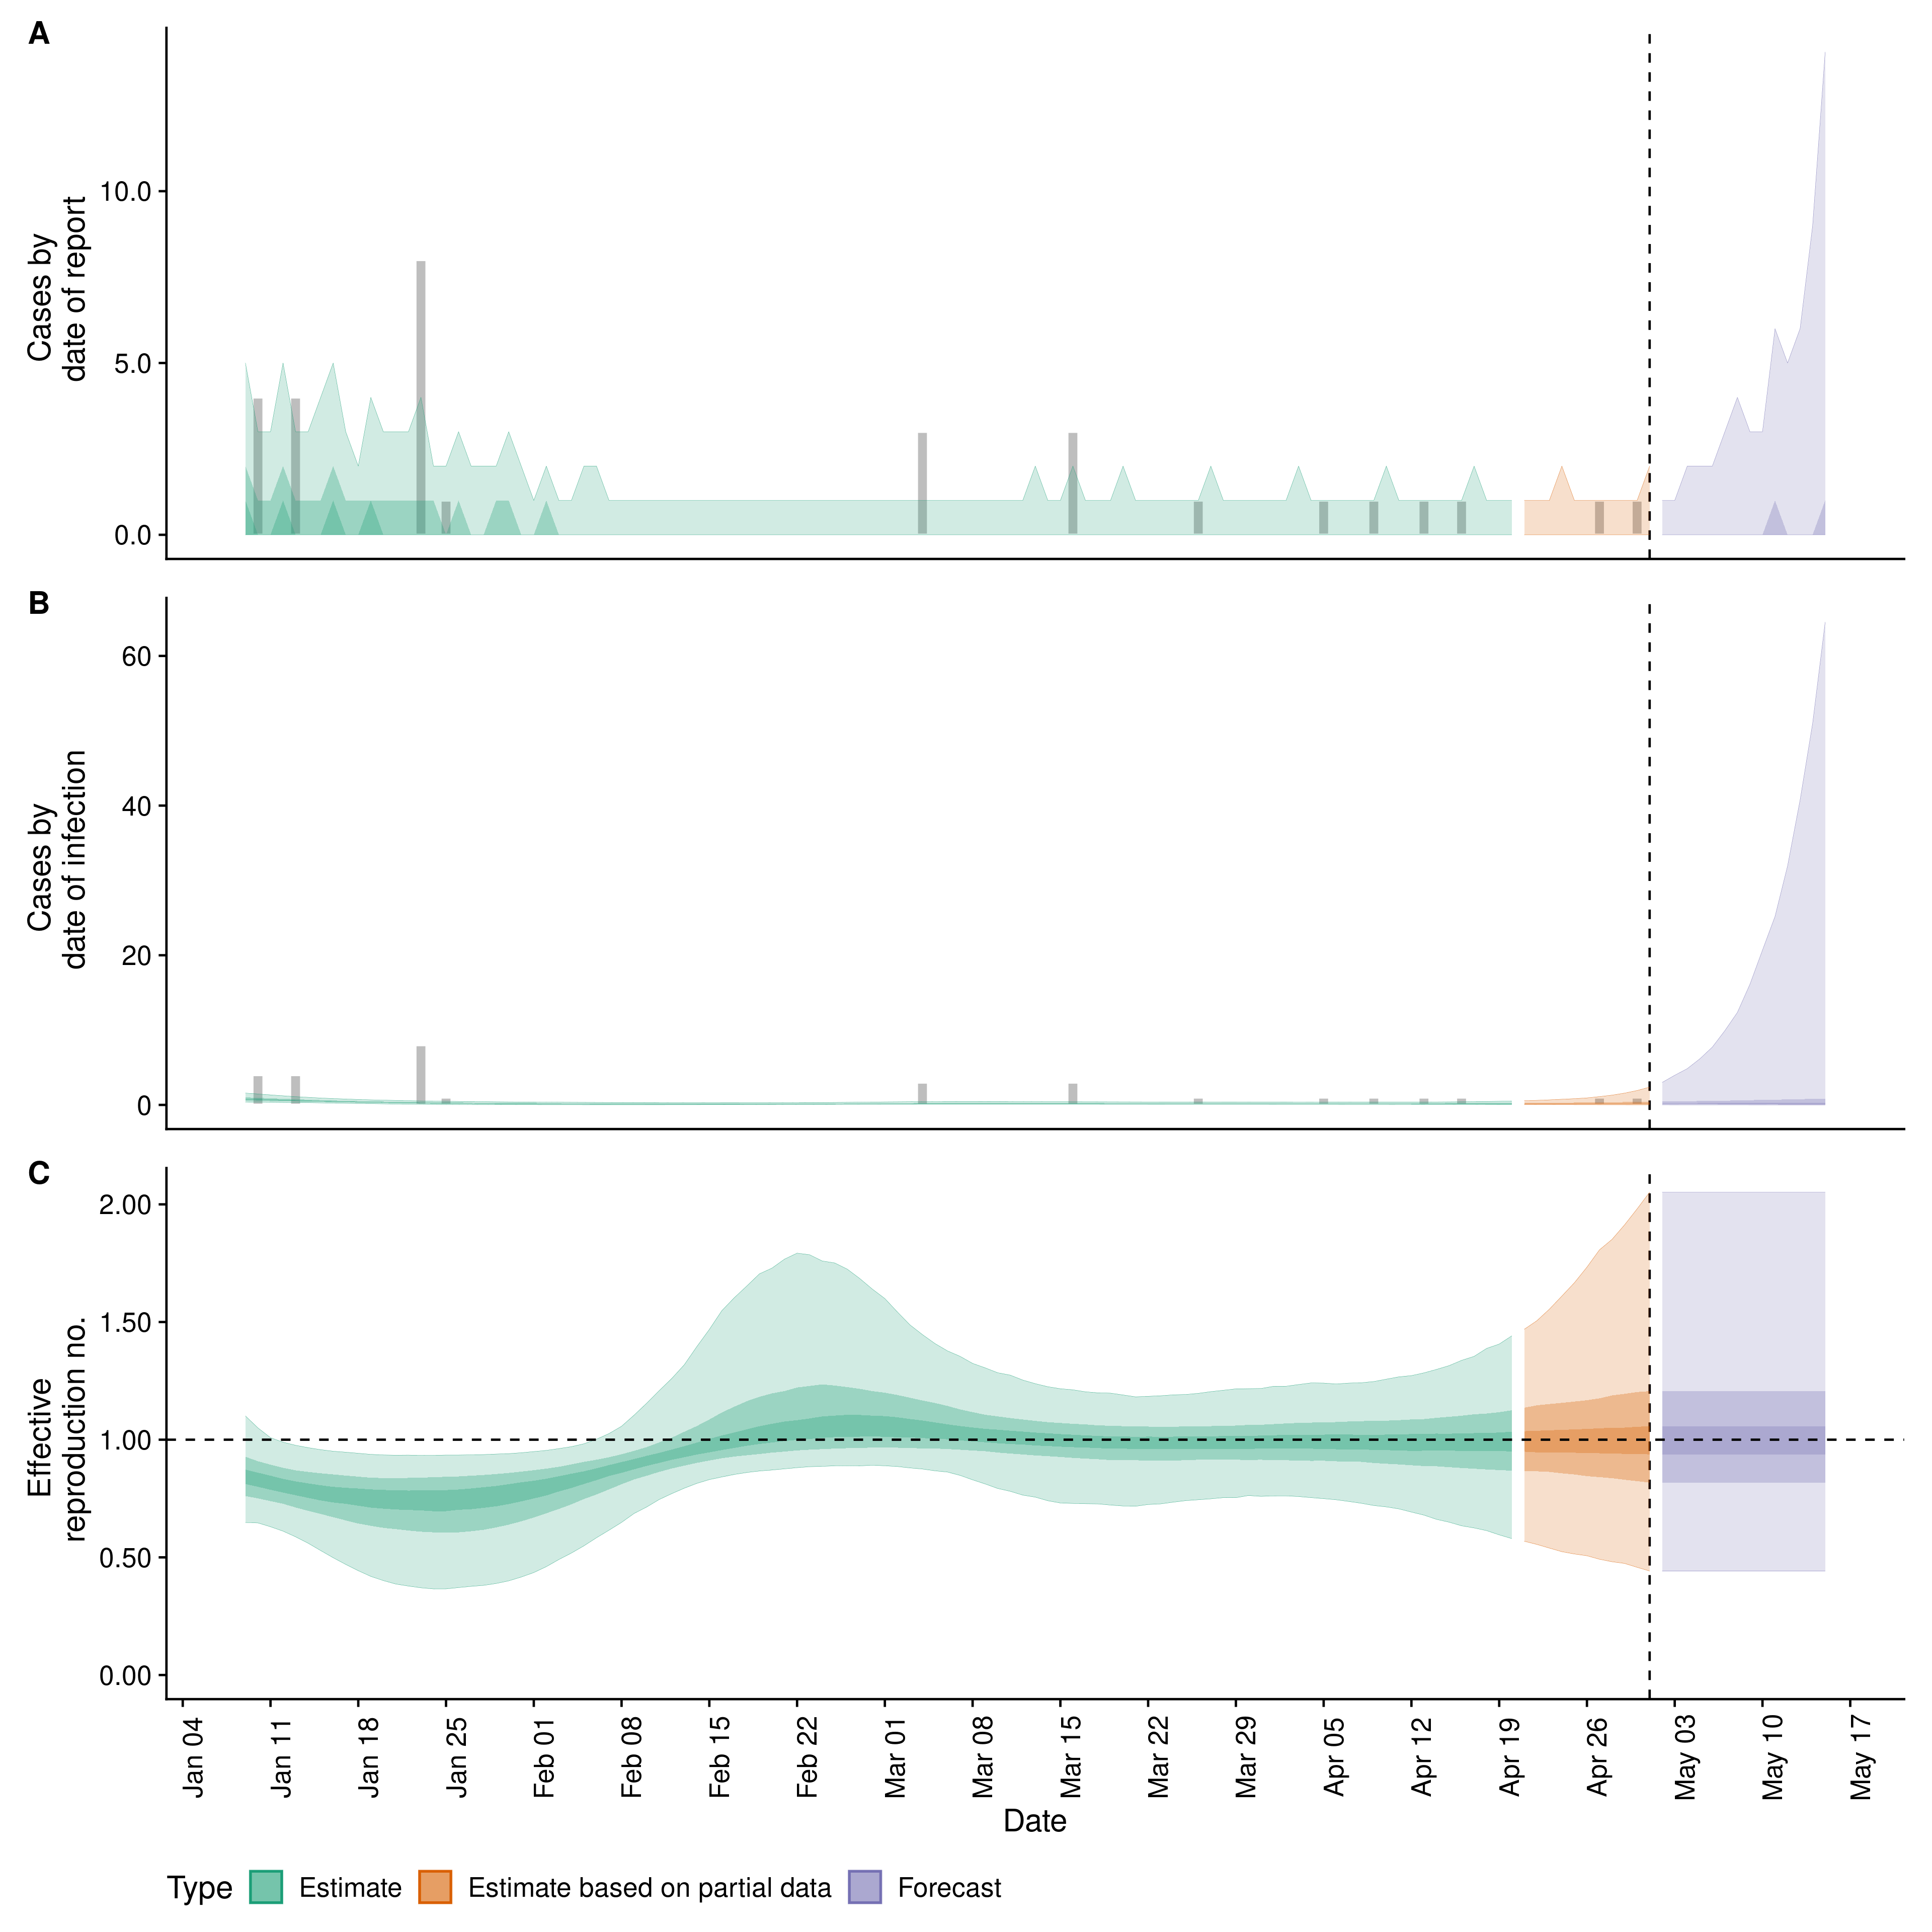 A
Cases by
date of report
10.0
5.0
0.0
B
Cases by
date of infection
60
40
20
0
C
Effective
reproduction no.
2.00
1.50
1.00
0.50
0.00
Jan 04
Jan 11
Jan 18
Jan 25
Feb 01
Feb 08
Feb 15
Feb 22
Mar 01
Mar 08
Mar 15
Mar 22
Mar 29
Apr 05
Apr 12
Apr 19
Apr 26
May 03
May 10
May 17
Date
Type
Estimate
Estimate based on partial data
Forecast